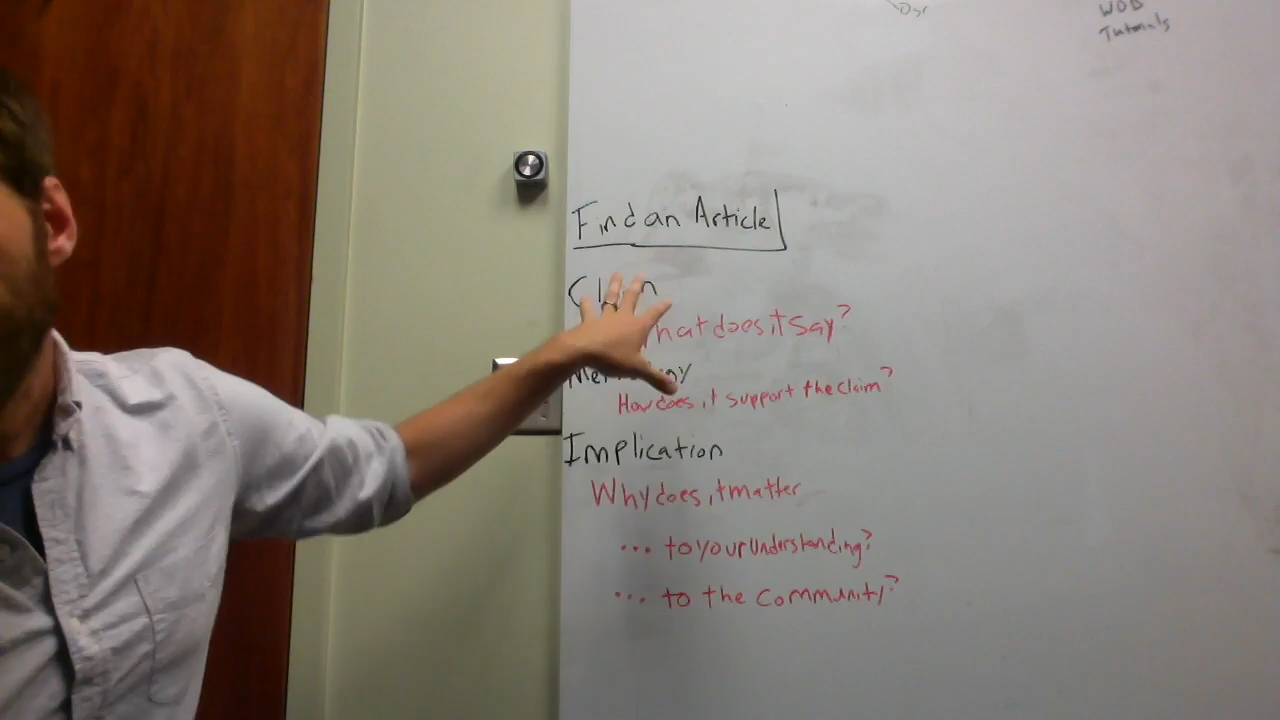 WOB
Tutorials
Find an Article
Claim
What does it say?
How does it support the claim?
Implication
Why does it matter
... to your understanding?
... to the community?